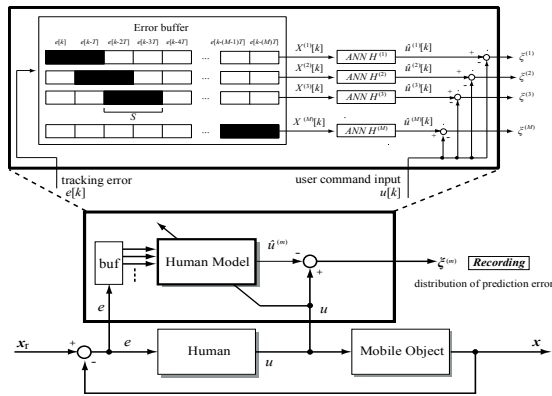 Error buffer
e[k] e[k-T] e[k-2T] e[k-3T] e[k-4T] e[k-(M-1)T] e[k-(M)T]
X⁽¹⁾[k] ANN H⁽¹⁾ û⁽¹⁾[k] + - ξ⁽¹⁾
X⁽²⁾[k] ANN H⁽²⁾ û⁽²⁾[k] + - ξ⁽²⁾
X⁽³⁾[k] ANN H⁽³⁾ û⁽³⁾[k] + - ξ⁽³⁾
S
... X⁽ᴹ⁾[k] ANN H⁽ᴹ⁾ û⁽ᴹ⁾[k] + - ξ⁽ᴹ⁾
tracking error
e[k]
user command input
u[k]
buf
Human Model
û⁽ᵐ⁾ - +
ξ⁽ᵐ⁾ Recording
distribution of prediction error
e
u
xᵣ + - e Human u Mobile Object x